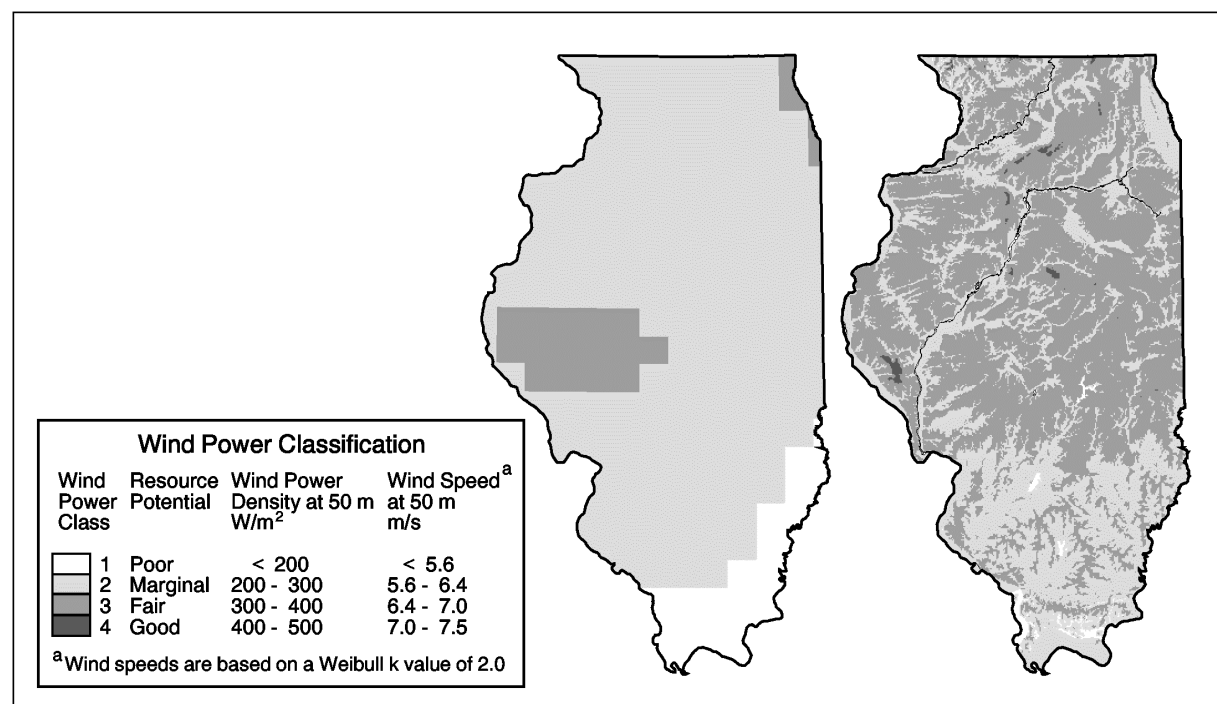 Wind Power Classification
Wind Resource Wind Power Wind Speed a
Power Potential Density at 50 m at 50 m
Class W/m2 m/s
1 Poor < 200 < 5.6
2 Marginal 200 - 300 5.6 - 6.4
3 Fair 300 - 400 6.4 - 7.0
4 Good 400 - 500 7.0 - 7.5
a Wind speeds are based on a Weibull k value of 2.0